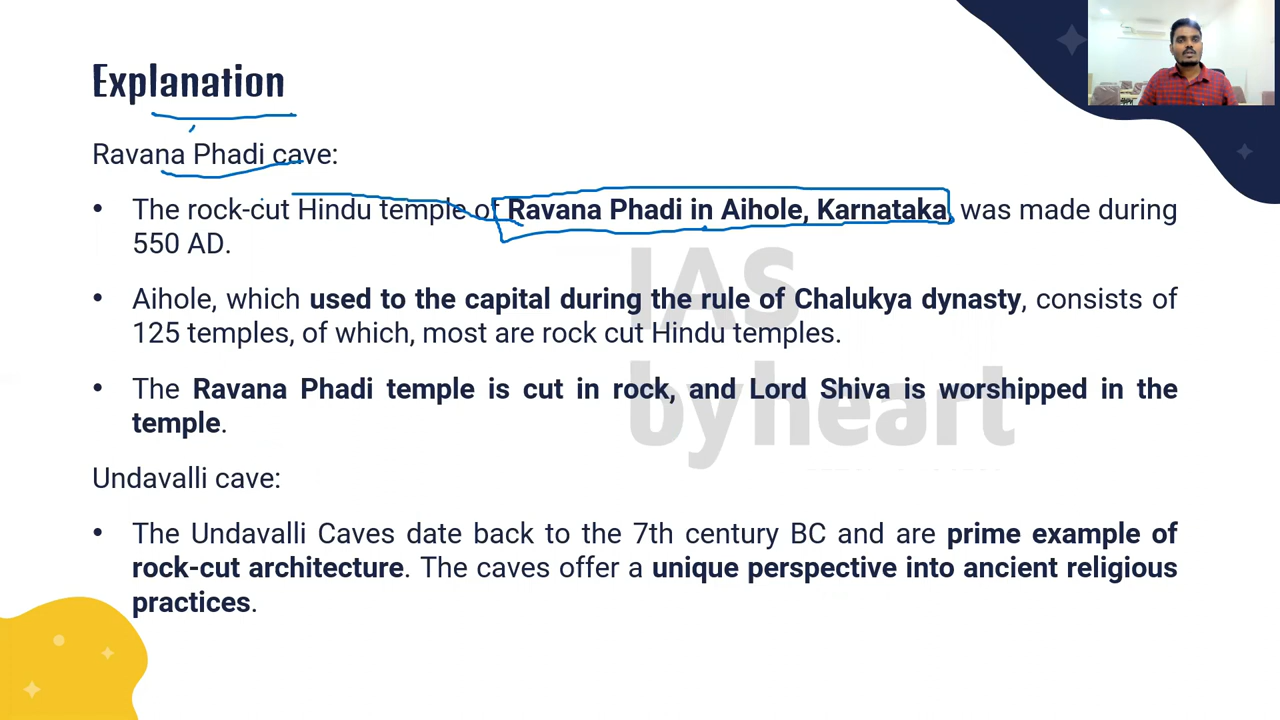 Explanation
Ravana Phadi cave:
• The rock-cut Hindu temple of Ravana Phadi in Aihole, Karnataka, was made during
550 AD.
• Aihole, which used to the capital during the rule of Chalukya dynasty, consists of
125 temples, of which, most are rock cut Hindu temples.
• The Ravana Phadi temple is cut in rock, and Lord Shiva is worshipped in the
temple.
Undavalli cave:
• The Undavalli Caves date back to the 7th century BC and are prime example of
rock-cut architecture. The caves offer a unique perspective into ancient religious
practices.
IAS
byheart